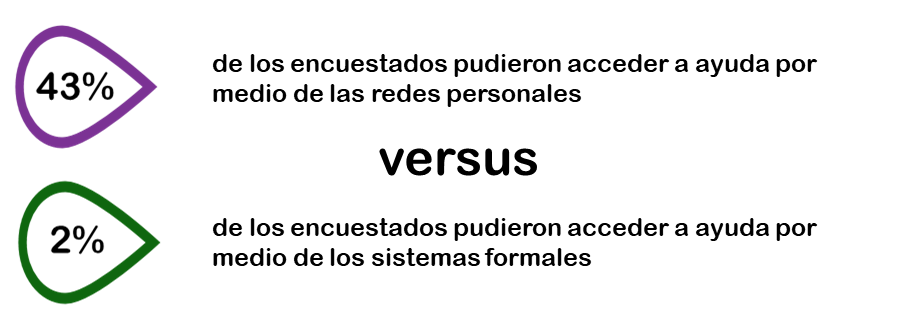 43%
de los encuestados pudieron acceder a ayuda por
medio de las redes personales
versus
2%
de los encuestados pudieron acceder a ayuda por
medio de los sistemas formales